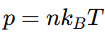 p = nk_BT